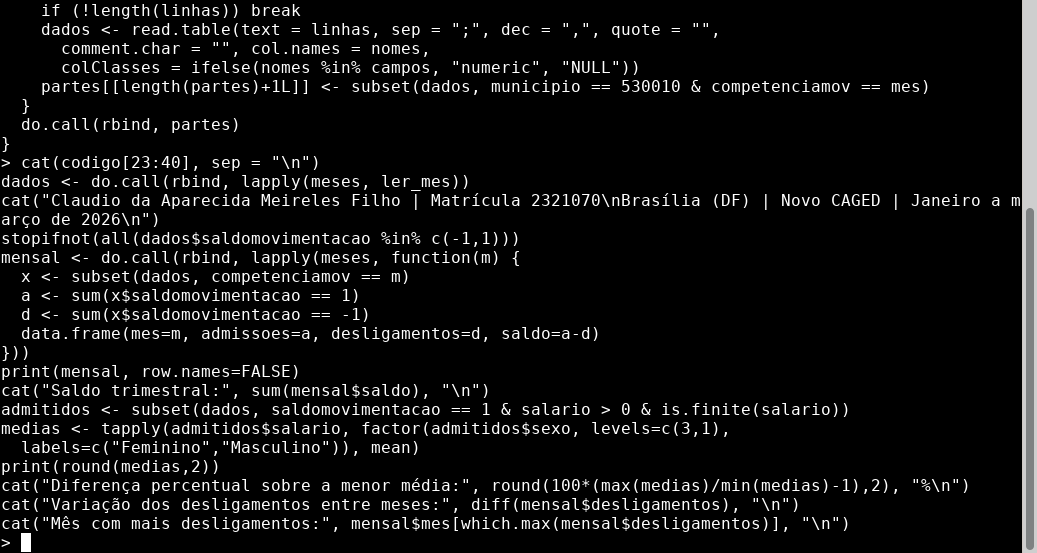 if (!length(linhas)) break
    dados <- read.table(text = linhas, sep = ";", dec = ",", quote = "",
      comment.char = "", col.names = nomes,
      colClasses = ifelse(nomes %in% campos, "numeric", "NULL"))
    partes[[length(partes)+1L]] <- subset(dados, municipio == 530010 & competenciamov == mes)
  }
  do.call(rbind, partes)
}
> cat(codigo[23:40], sep = "\n")
dados <- do.call(rbind, lapply(meses, ler_mes))
cat("Claudio da Aparecida Meireles Filho | Matrícula 2321070\nBrasília (DF) | Novo CAGED | Janeiro a m
arço de 2026\n")
stopifnot(all(dados$saldomovimentacao %in% c(-1,1)))
mensal <- do.call(rbind, lapply(meses, function(m) {
  x <- subset(dados, competenciamov == m)
  a <- sum(x$saldomovimentacao == 1)
  d <- sum(x$saldomovimentacao == -1)
  data.frame(mes=m, admissoes=a, desligamentos=d, saldo=a-d)
}))
print(mensal, row.names=FALSE)
cat("Saldo trimestral:", sum(mensal$saldo), "\n")
admitidos <- subset(dados, saldomovimentacao == 1 & salario > 0 & is.finite(salario))
medias <- tapply(admitidos$salario, factor(admitidos$sexo, levels=c(3,1),
  labels=c("Feminino","Masculino")), mean)
print(round(medias,2))
cat("Diferença percentual sobre a menor média:", round(100*(max(medias)/min(medias)-1),2), "%\n")
cat("Variação dos desligamentos entre meses:", diff(mensal$desligamentos), "\n")
cat("Mês com mais desligamentos:", mensal$mes[which.max(mensal$desligamentos)], "\n")
>